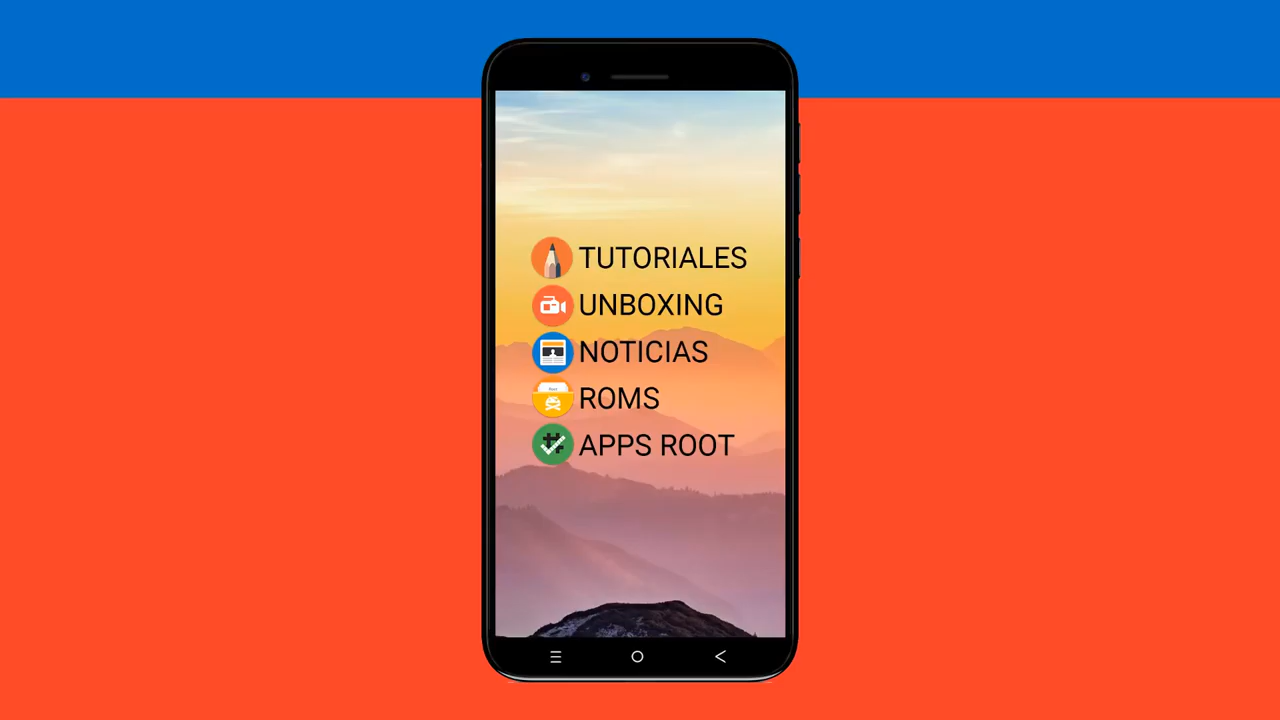 TUTORIALES
UNBOXING
NOTICIAS
ROMS
APPS ROOT